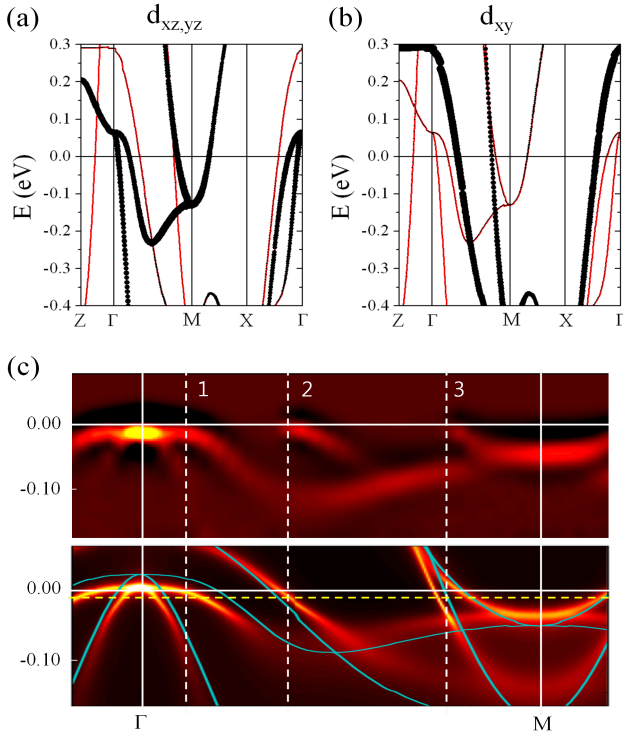 (a) d_xz,yz (b) d_xy
0.3 0.3
0.2 0.2
0.1 0.1
0.0 0.0
-0.1 -0.1
-0.2 -0.2
-0.3 -0.3
-0.4 -0.4
E (eV) E (eV)
Z Γ M X Γ Z Γ M X Γ
(c)
1 2 3
0.00
-0.10
0.00
-0.10
Γ M